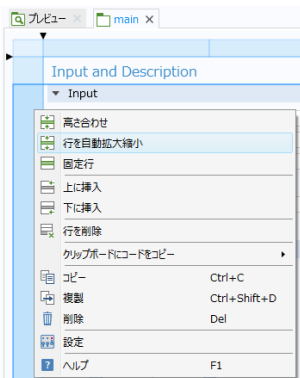 プレビュー
main
Input and Description
Input
高さ合わせ
行を自動拡大縮小
固定行
上に挿入
下に挿入
行を削除
クリップボードにコードをコピー
コピー Ctrl+C
複製 Ctrl+Shift+D
削除 Del
設定
ヘルプ F1